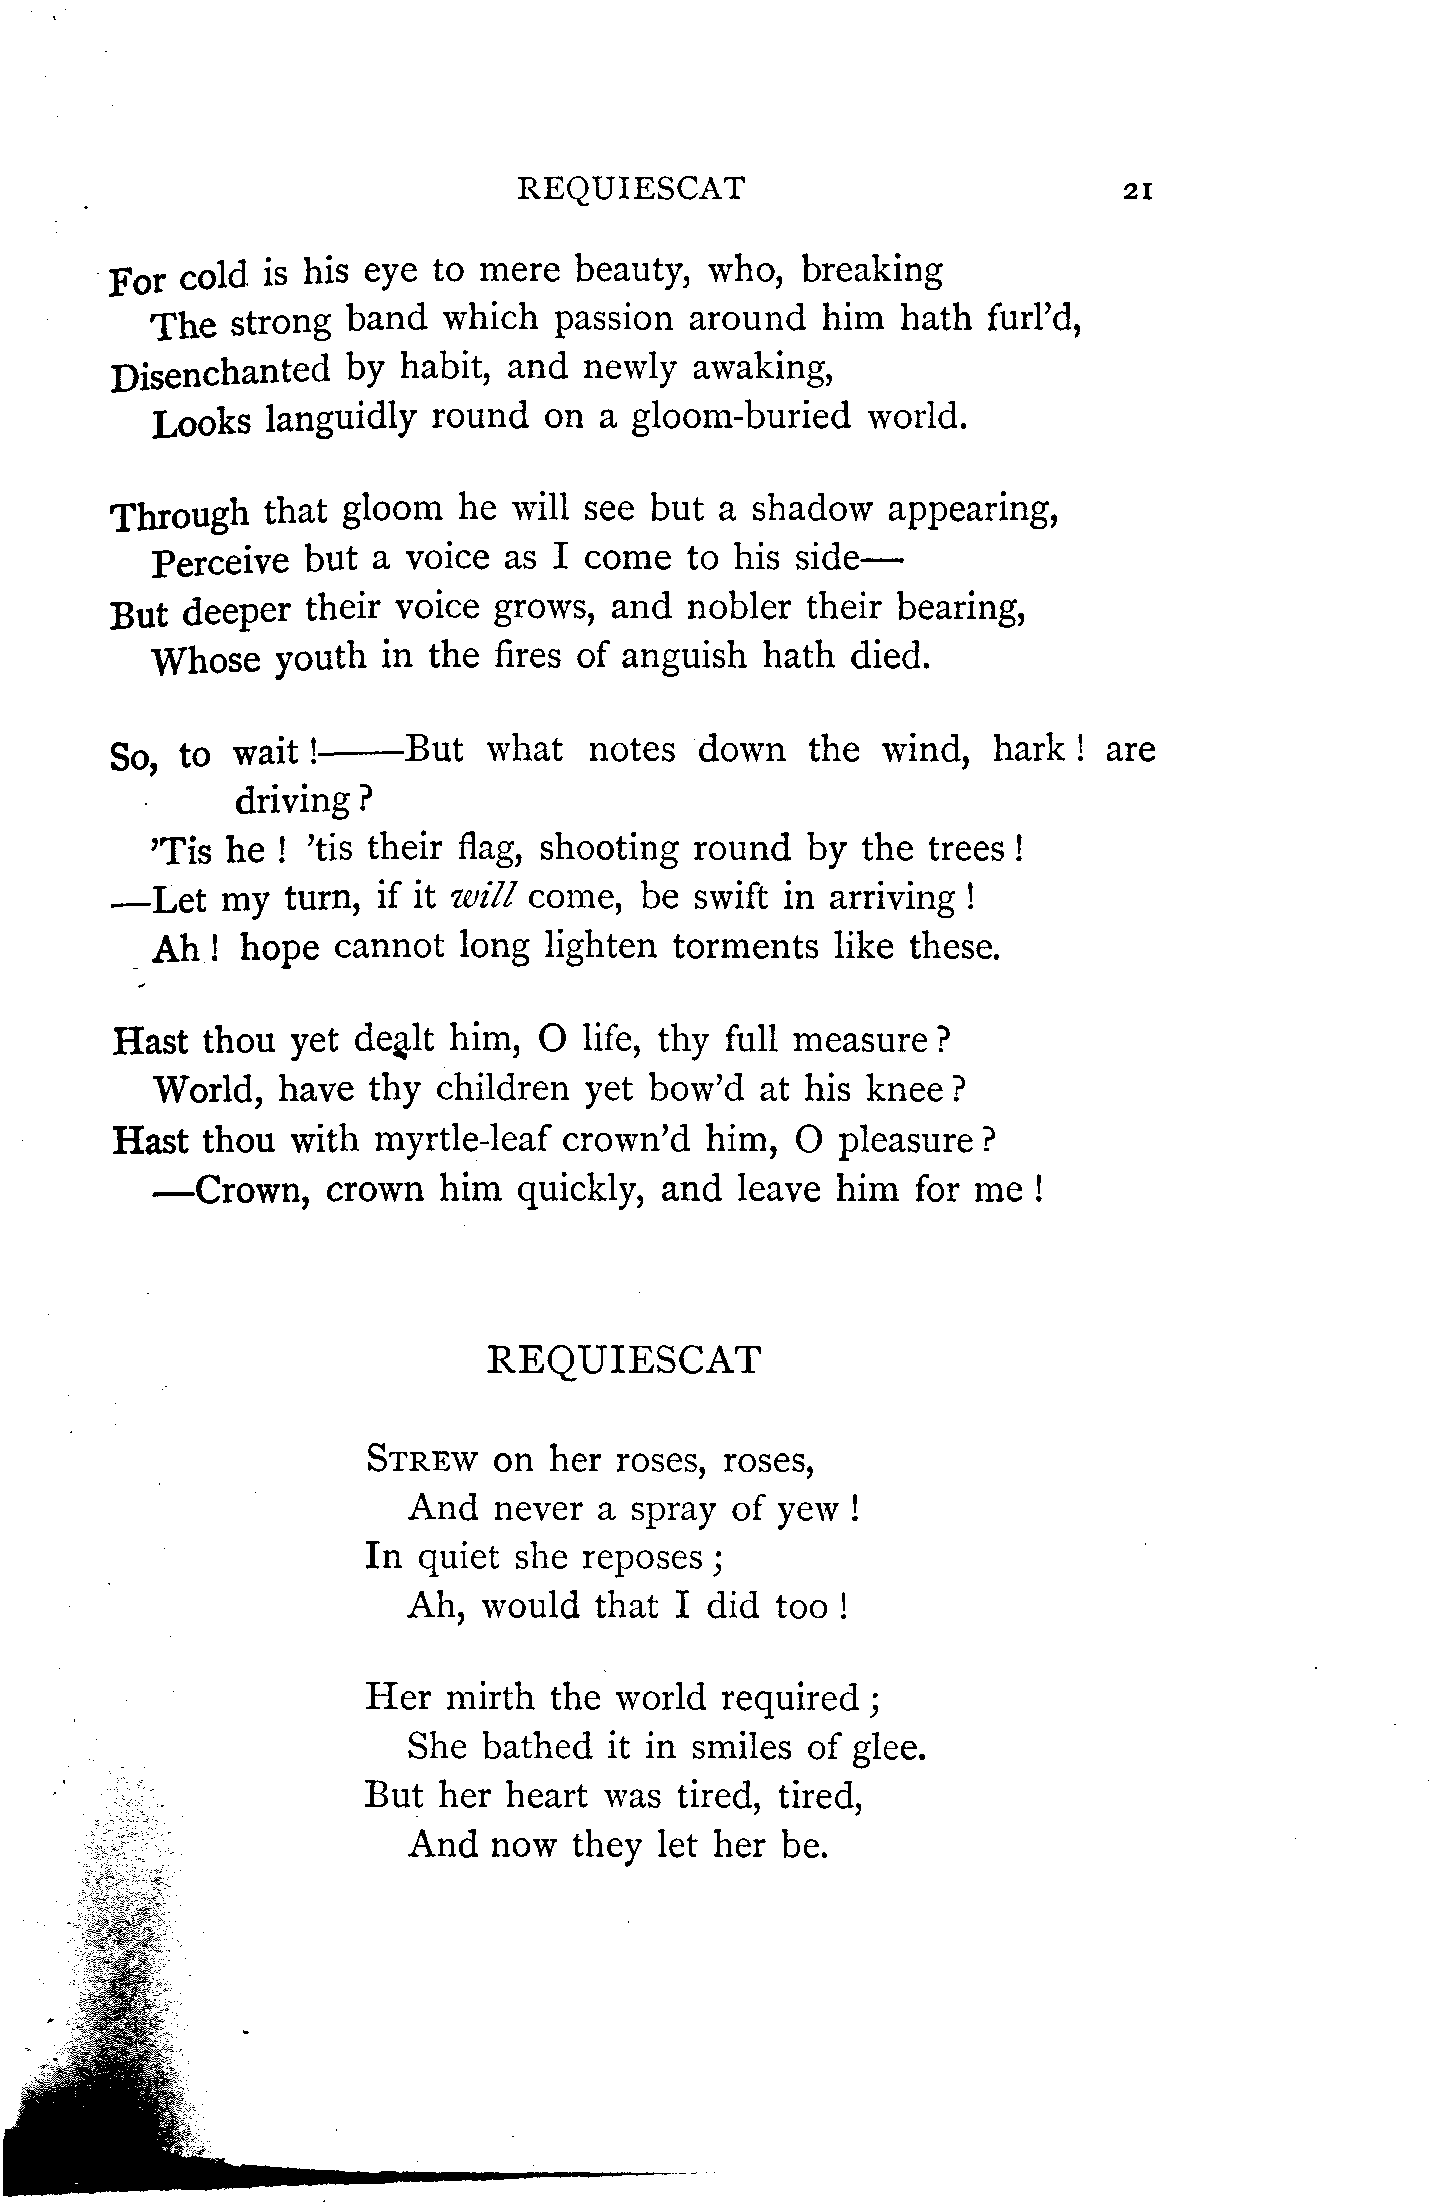 REQUIESCAT 21
For cold is his eye to mere beauty, who, breaking
The strong band which passion around him hath furl'd,
Disenchanted by habit, and newly awaking,
Looks languidly round on a gloom-buried world.
Through that gloom he will see but a shadow appearing,
Perceive but a voice as I come to his side—
But deeper their voice grows, and nobler their bearing,
Whose youth in the fires of anguish hath died.
So, to wait !——But what notes down the wind, hark ! are
driving ?
'Tis he ! 'tis their flag, shooting round by the trees !
—Let my turn, if it will come, be swift in arriving !
Ah ! hope cannot long lighten torments like these.
Hast thou yet dealt him, O life, thy full measure ?
World, have thy children yet bow'd at his knee ?
Hast thou with myrtle-leaf crown'd him, O pleasure ?
—Crown, crown him quickly, and leave him for me !
REQUIESCAT
STREW on her roses, roses,
And never a spray of yew !
In quiet she reposes ;
Ah, would that I did too !
Her mirth the world required ;
She bathed it in smiles of glee.
But her heart was tired, tired,
And now they let her be.